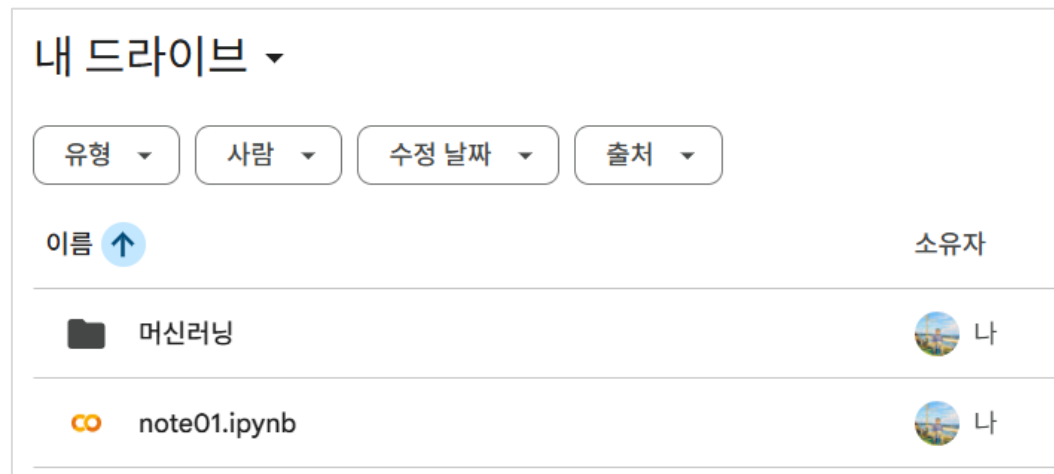 내 드라이브
유형 사람 수정 날짜 출처
이름 소유자
머신러닝 나
note01.ipynb 나